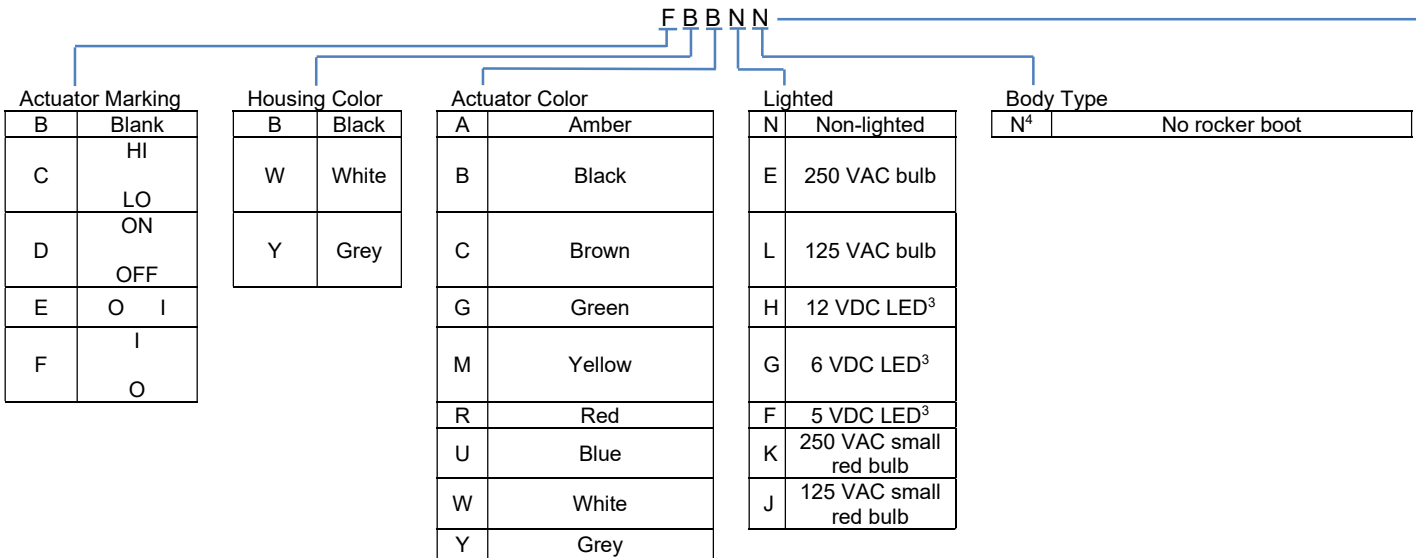 F B B N N
Actuator Marking
B Blank
C HI
LO
D ON
OFF
E O I
F I
O
Housing Color
B Black
W White
Y Grey
Actuator Color
A Amber
B Black
C Brown
G Green
M Yellow
R Red
U Blue
W White
Y Grey
Lighted
N Non-lighted
E 250 VAC bulb
L 125 VAC bulb
H 12 VDC LED³
G 6 VDC LED³
F 5 VDC LED³
K 250 VAC small
red bulb
J 125 VAC small
red bulb
Body Type
N⁴ No rocker boot